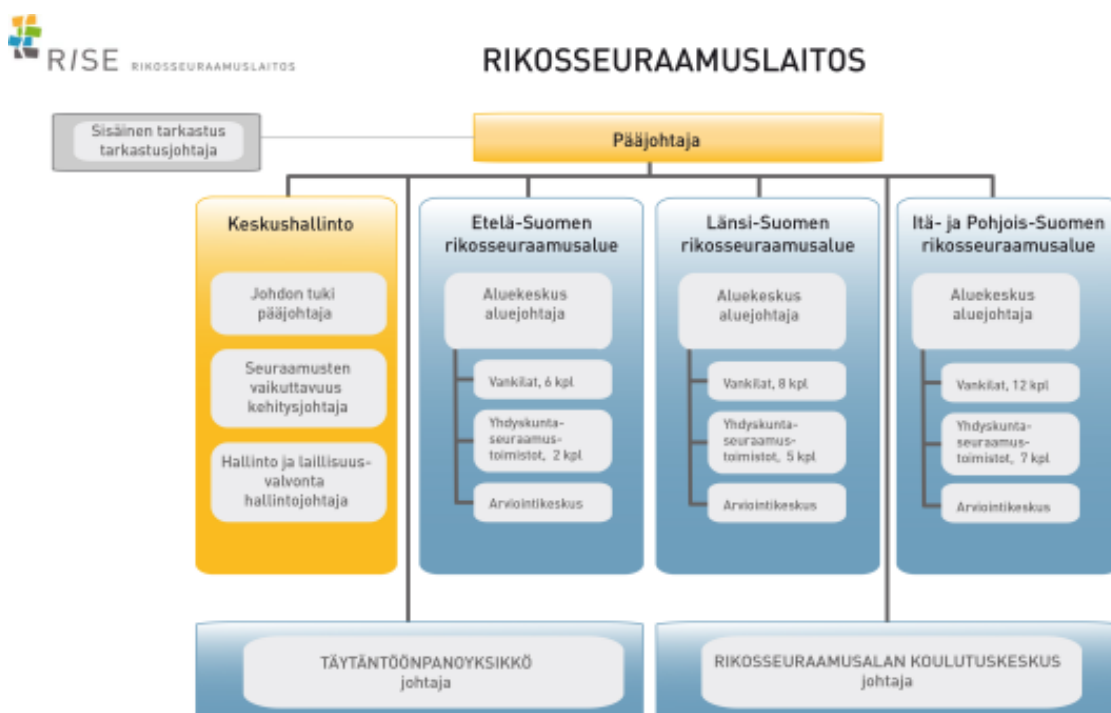 RISE RIKOSSEURAAMUSLAITOS
RIKOSSEURAAMUSLAITOS
Sisäinen tarkastus
tarkastusjohtaja
Pääjohtaja
Keskushallinto
Johdon tuki
pääjohtaja
Seuraamusten
vaikuttavuus
kehitysjohtaja
Hallinto ja laillisuus-
valvonta
hallintojohtaja
Etelä-Suomen
rikosseuraamusalue
Aluekeskus
aluejohtaja
Vankilat, 6 kpl
Yhdyskunta-
seuraamus-
toimistot, 2 kpl
Arviointikeskus
Länsi-Suomen
rikosseuraamusalue
Aluekeskus
aluejohtaja
Vankilat, 8 kpl
Yhdyskunta-
seuraamus-
toimistot, 5 kpl
Arviointikeskus
Itä- ja Pohjois-Suomen
rikosseuraamusalue
Aluekeskus
aluejohtaja
Vankilat, 12 kpl
Yhdyskunta-
seuraamus-
toimistot, 7 kpl
Arviointikeskus
TÄYTÄNTÖÖNPANOYKSIKKÖ
johtaja
RIKOSSEURAAMUSALAN KOULUTUSKESKUS
johtaja